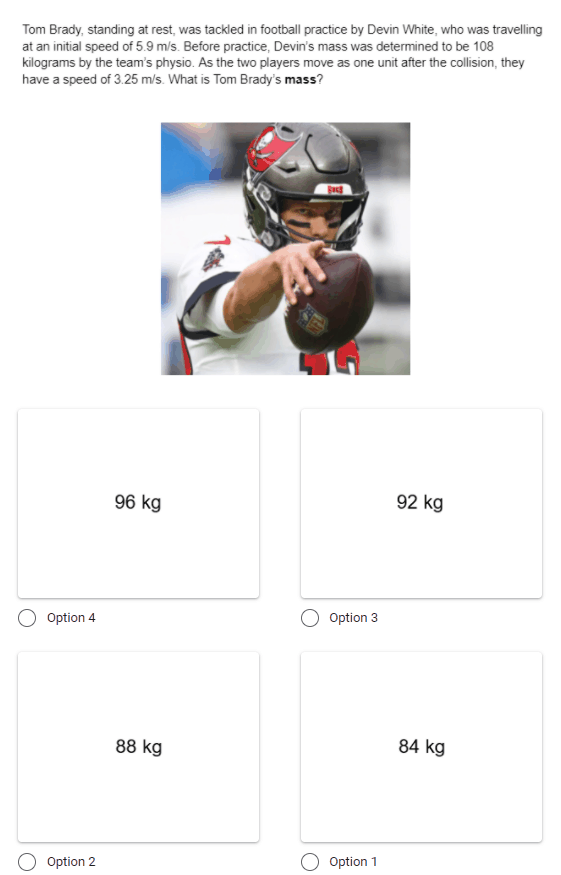 Tom Brady, standing at rest, was tackled in football practice by Devin White, who was travelling
at an initial speed of 5.9 m/s. Before practice, Devin's mass was determined to be 108
kilograms by the team's physio. As the two players move as one unit after the collision, they
have a speed of 3.25 m/s. What is Tom Brady's mass?
96 kg
92 kg
Option 4
Option 3
88 kg
84 kg
Option 2
Option 1